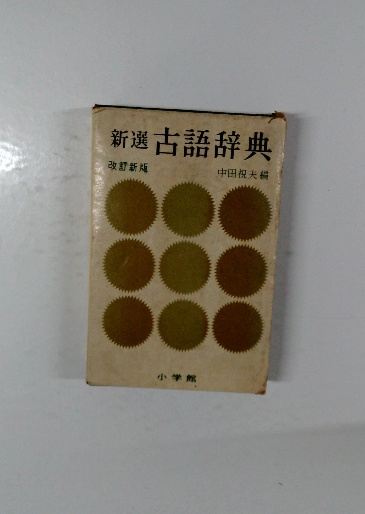 新選 古語辞典
改訂新版
中田祝夫編
小学館